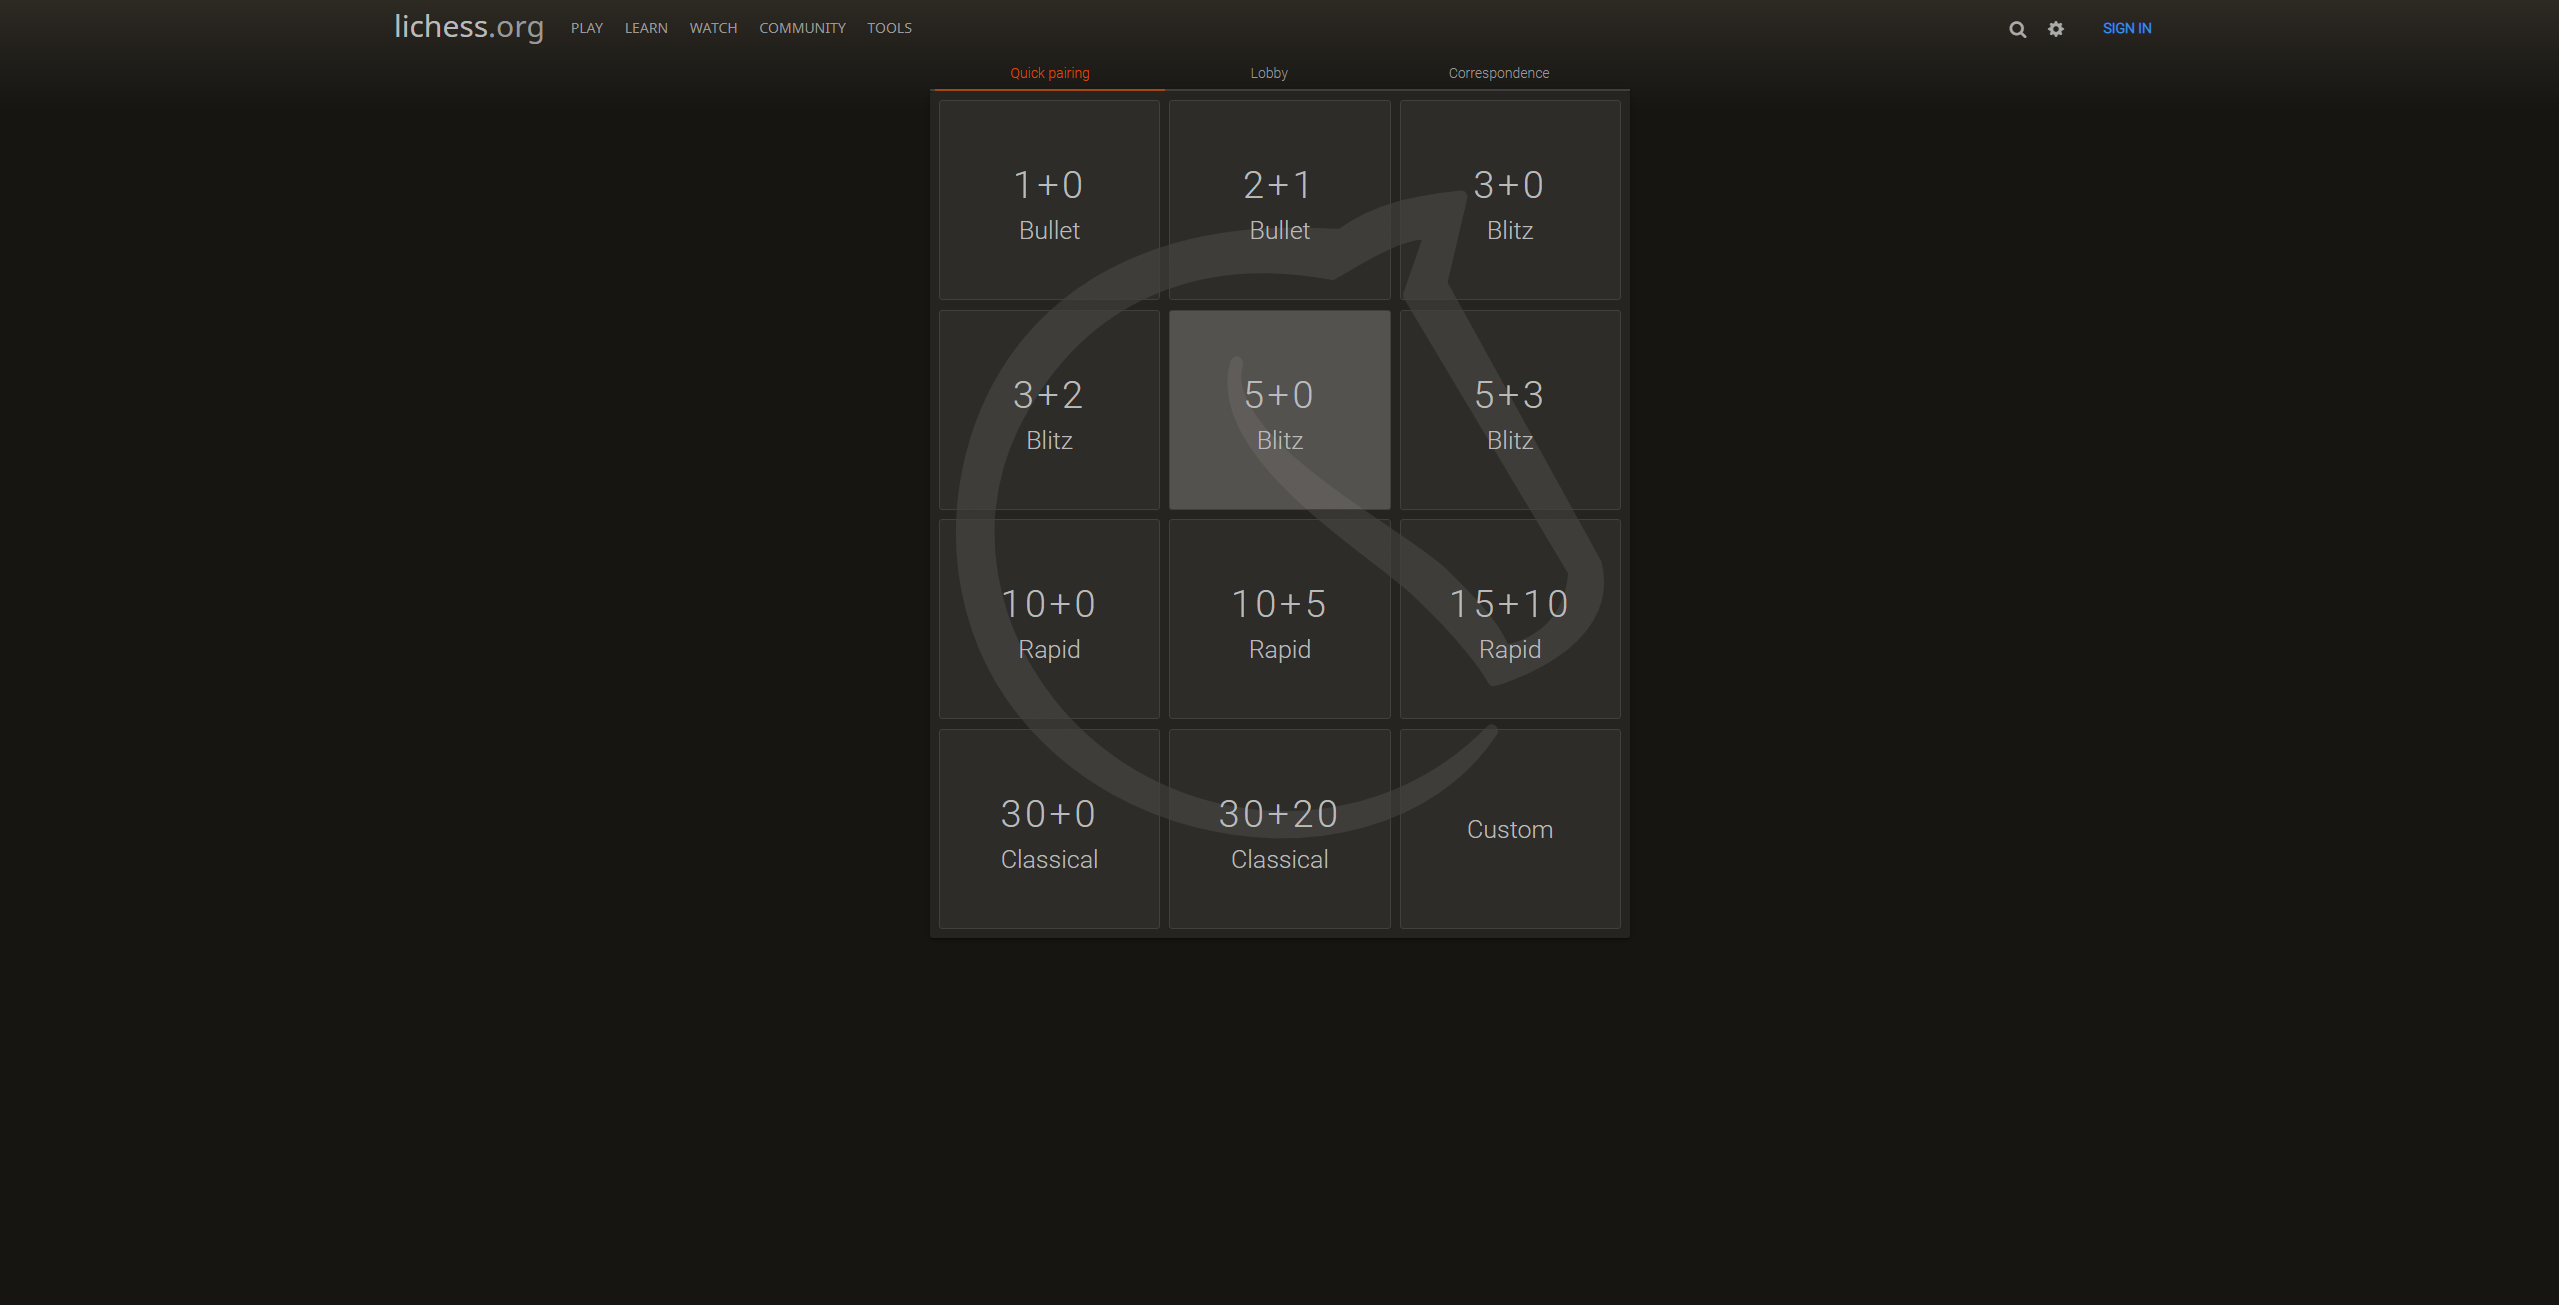 lichess.org PLAY LEARN WATCH COMMUNITY TOOLS SIGN IN
Quick pairing Lobby Correspondence
1+0 2+1 3+0
Bullet Bullet Blitz
3+2 5+0 5+3
Blitz Blitz Blitz
10+0 10+5 15+10
Rapid Rapid Rapid
30+0 30+20 Custom
Classical Classical